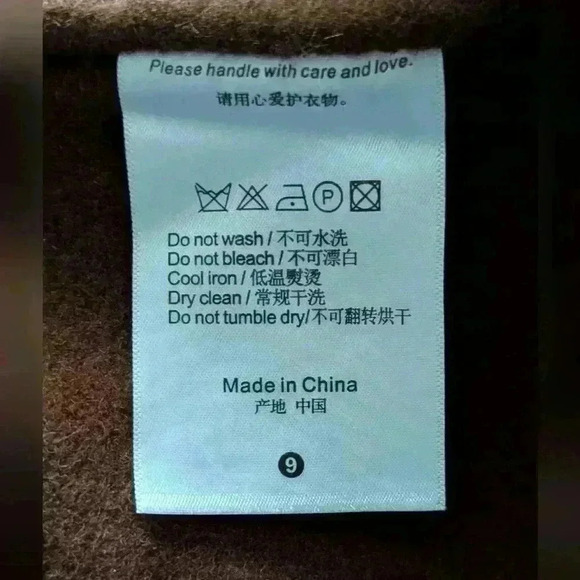 Please handle with care and love.
请用心爱护衣物。
P
Do not wash / 不可水洗
Do not bleach / 不可漂白
Cool iron / 低温熨烫
Dry clean / 常规干洗
Do not tumble dry/不可翻转烘干
Made in China
产地 中国
9